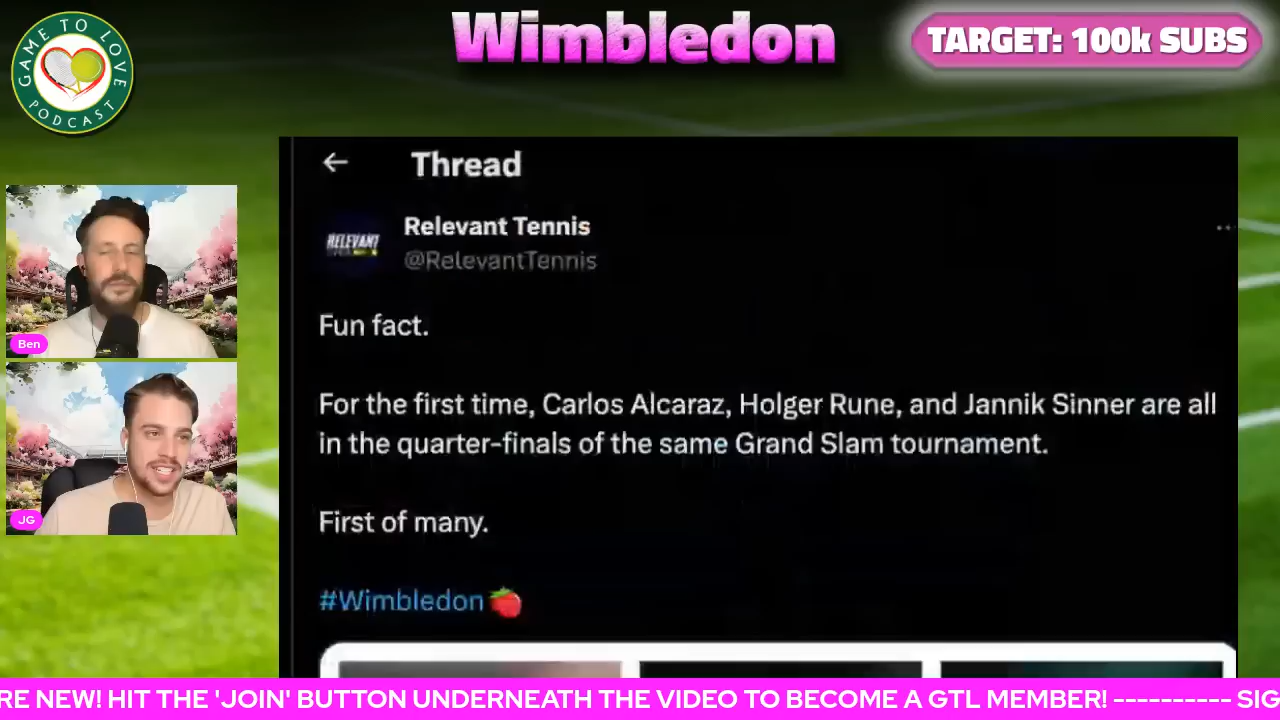 Wimbledon
TARGET: 100k SUBS
GAME TO LOVE
PODCAST
Thread
RELEVANT
Relevant Tennis
@RelevantTennis
Fun fact.
For the first time, Carlos Alcaraz, Holger Rune, and Jannik Sinner are all
in the quarter-finals of the same Grand Slam tournament.
First of many.
#Wimbledon
Ben
JG
RE NEW! HIT THE 'JOIN' BUTTON UNDERNEATH THE VIDEO TO BECOME A GTL MEMBER! ---------- SIG